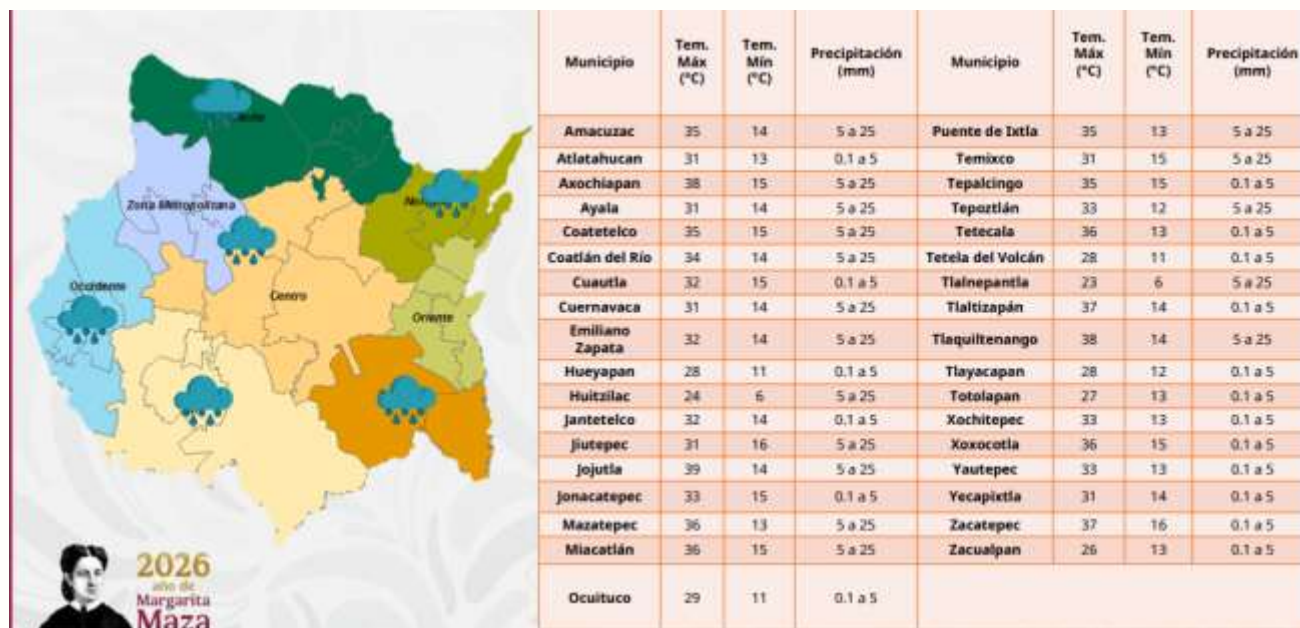 Zona Metropolitana
Occidente
Centro
Oriente
2026
año de
Margarita
Maza
Municipio Tem. Máx (°C) Tem. Mín (°C) Precipitación (mm) Municipio Tem. Máx (°C) Tem. Mín (°C) Precipitación (mm)
Amacuzac 35 14 5 a 25 Puente de Ixtla 35 13 5 a 25
Atlatahucan 31 13 0.1 a 5 Temixco 31 15 5 a 25
Axochiapan 38 15 5 a 25 Tepalcingo 35 15 0.1 a 5
Ayala 31 14 5 a 25 Tepoztlán 33 12 5 a 25
Coatetelco 35 15 5 a 25 Tetecala 36 13 0.1 a 5
Coatlán del Río 34 14 5 a 25 Tetela del Volcán 28 11 0.1 a 5
Cuautla 32 15 0.1 a 5 Tlalnepantla 23 6 5 a 25
Cuernavaca 31 14 5 a 25 Tlaltizapán 37 14 0.1 a 5
Emiliano Zapata 32 14 5 a 25 Tlaquiltenango 38 14 5 a 25
Hueyapan 28 11 0.1 a 5 Tlayacapan 28 12 0.1 a 5
Huitzilac 24 6 5 a 25 Totolapan 27 13 0.1 a 5
Jantetelco 32 14 0.1 a 5 Xochitepec 33 13 0.1 a 5
Jiutepec 31 16 5 a 25 Xoxocotla 36 15 0.1 a 5
Jojutla 39 14 5 a 25 Yautepec 33 13 0.1 a 5
Jonacatepec 33 15 0.1 a 5 Yecapixtla 31 14 0.1 a 5
Mazatepec 36 13 5 a 25 Zacatepec 37 16 0.1 a 5
Miacatlán 36 15 5 a 25 Zacualpan 26 13 0.1 a 5
Ocuituco 29 11 0.1 a 5